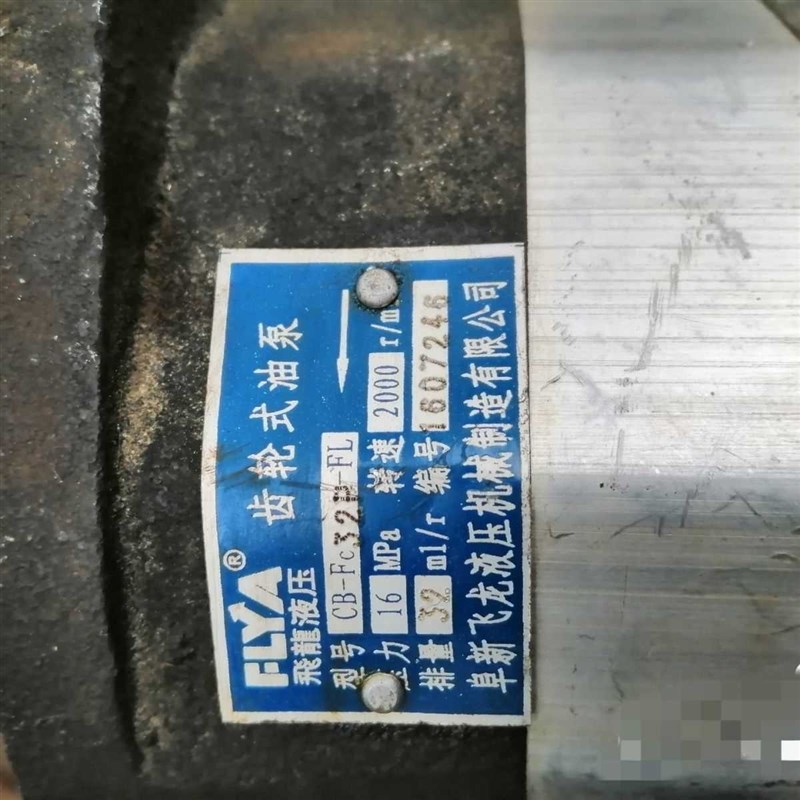 FLYA®
飛龍液压
齿轮式油泵
型号 CB-Fc32 -FL
压力 16 MPa 转速 2000 r/m
排量 32 ml/r 编号 1607246
阜新飞龙液压机械制造有限公司